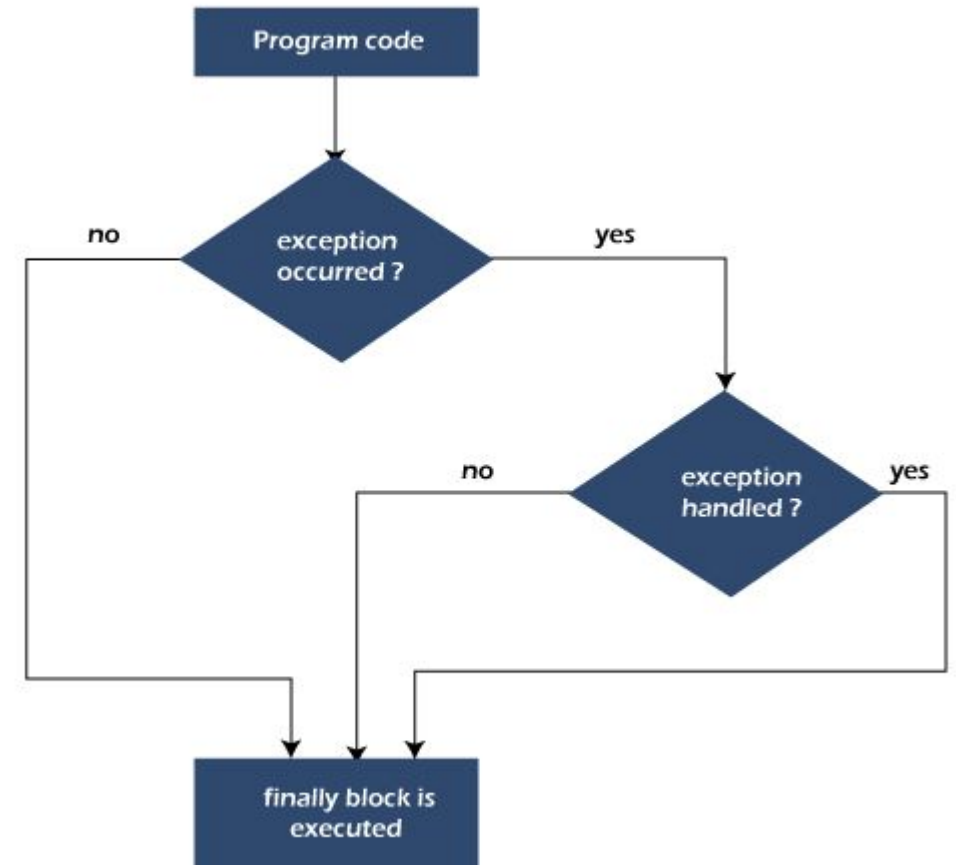 Program code
no
exception
occurred ?
yes
no
exception
handled ?
yes
finally block is
executed